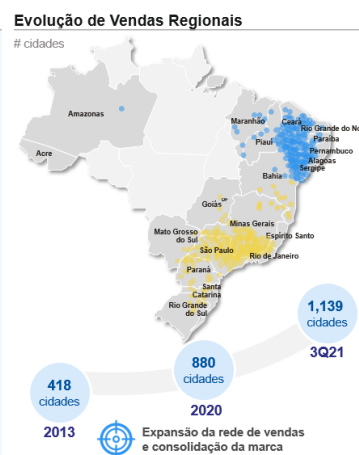 Evolução de Vendas Regionais
# cidades
Amazonas
Acre
Maranhão
Ceará
Rio Grande do No
Piauí
Paraíba
Pernambuco
Alagoas
Sergipe
Bahia
Goiás
DF
Minas Gerais
Mato Grosso
do Sul
Espírito Santo
São Paulo
Rio de Janeiro
Paraná
Santa
Catarina
Rio Grande
do Sul
1,139
cidades
3Q21
880
cidades
2020
418
cidades
2013
Expansão da rede de vendas
e consolidação da marca